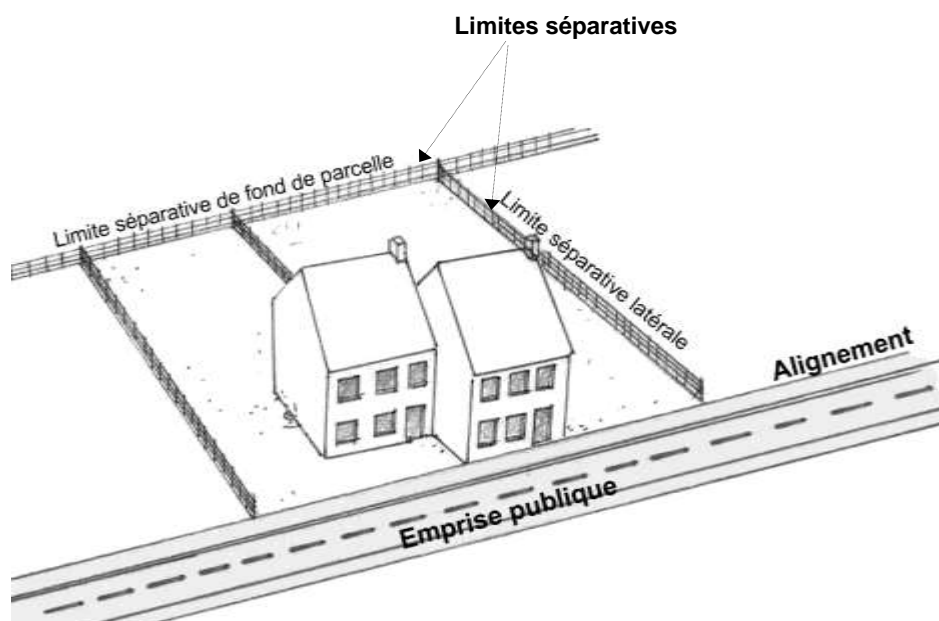 Limites séparatives
Limite séparative de fond de parcelle
Limite séparative latérale
Alignement
Emprise publique